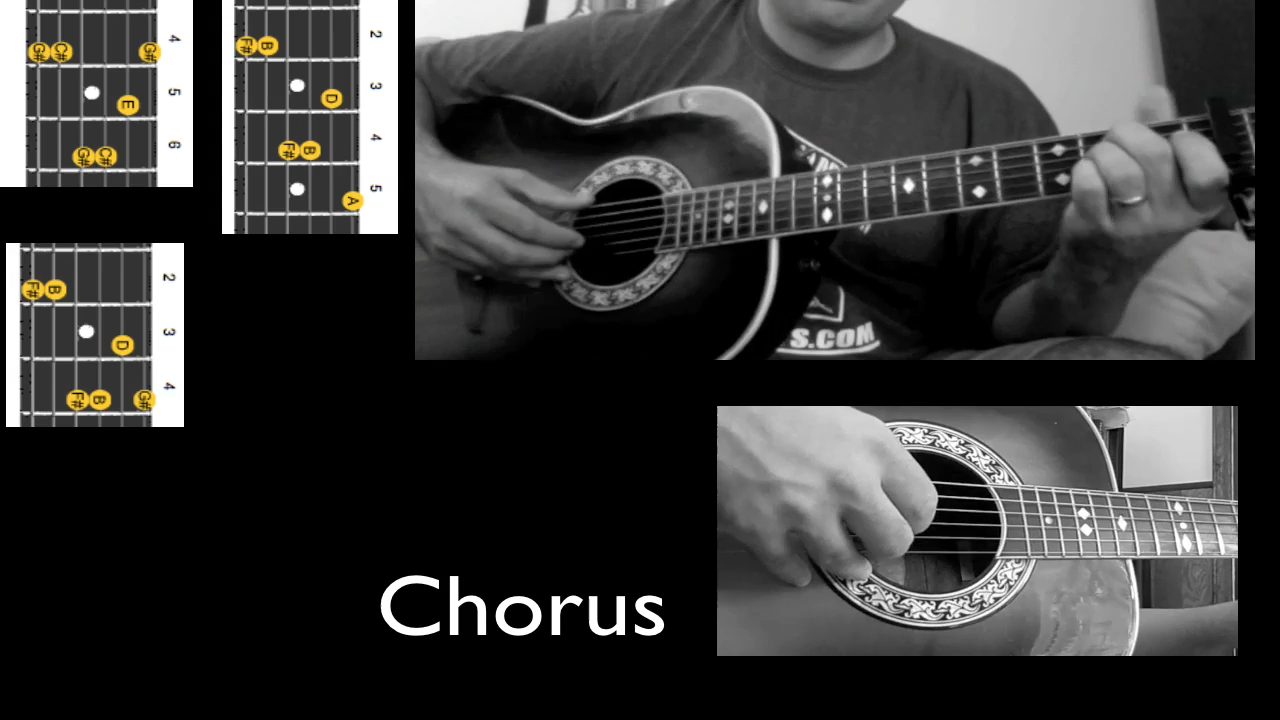 G# C# G# 4
5
E
G# C# 6
F# B 2
3
D
F# B 4
5
A
F# B 2
3
D
F# B G# 4
S.COM
Chorus